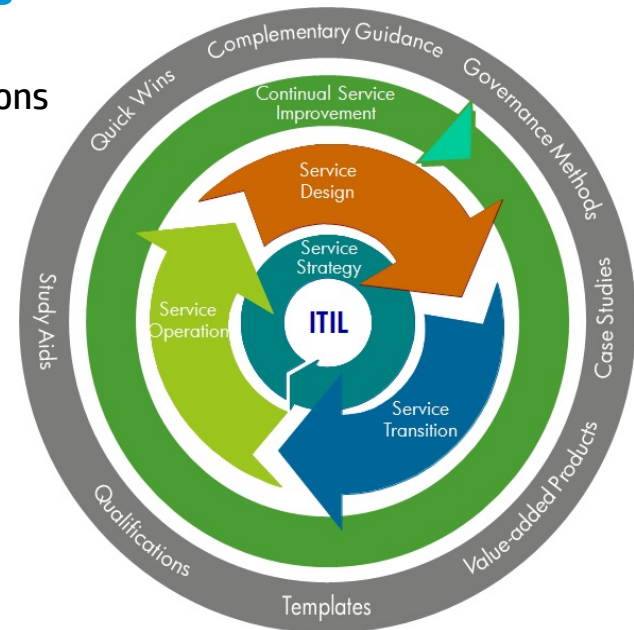 ons
Complementary Guidance
Governance Methods
Case Studies
Value-added Products
Templates
Qualifications
Study Aids
Quick Wins
Continual Service
Improvement
Service
Design
Service
Strategy
ITIL
Service
Operation
Service
Transition